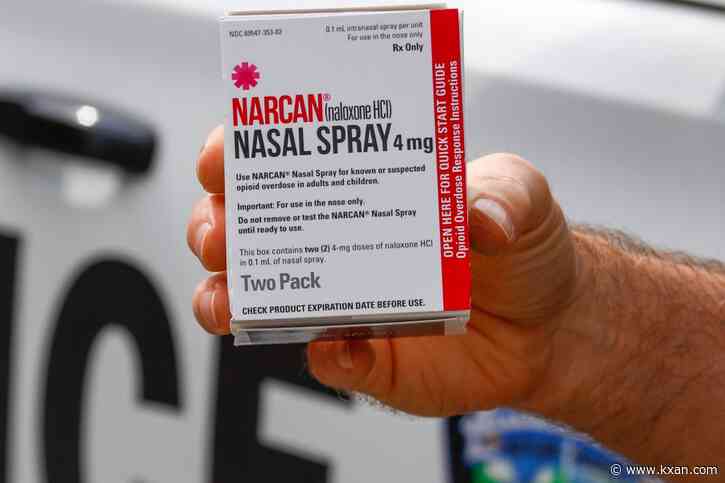 NDC 69547-353-02
0.1 mL intranasal spray per unit
For use in the nose only
Rx Only
NARCAN® (naloxone HCl)
NASAL SPRAY 4 mg
Use NARCAN® Nasal Spray for known or suspected
opioid overdose in adults and children.
Important: For use in the nose only.
Do not remove or test the NARCAN® Nasal Spray
until ready to use.
This box contains two (2) 4-mg doses of naloxone HCl
in 0.1 mL of nasal spray.
Two Pack
CHECK PRODUCT EXPIRATION DATE BEFORE USE.
OPEN HERE FOR QUICK START GUIDE
Opioid Overdose Response Instructions
ICE
© www.kxan.com